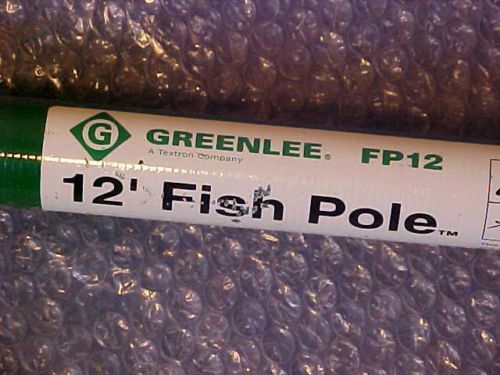 G GREENLEE® FP12
A Textron Company
12' Fish Pole™